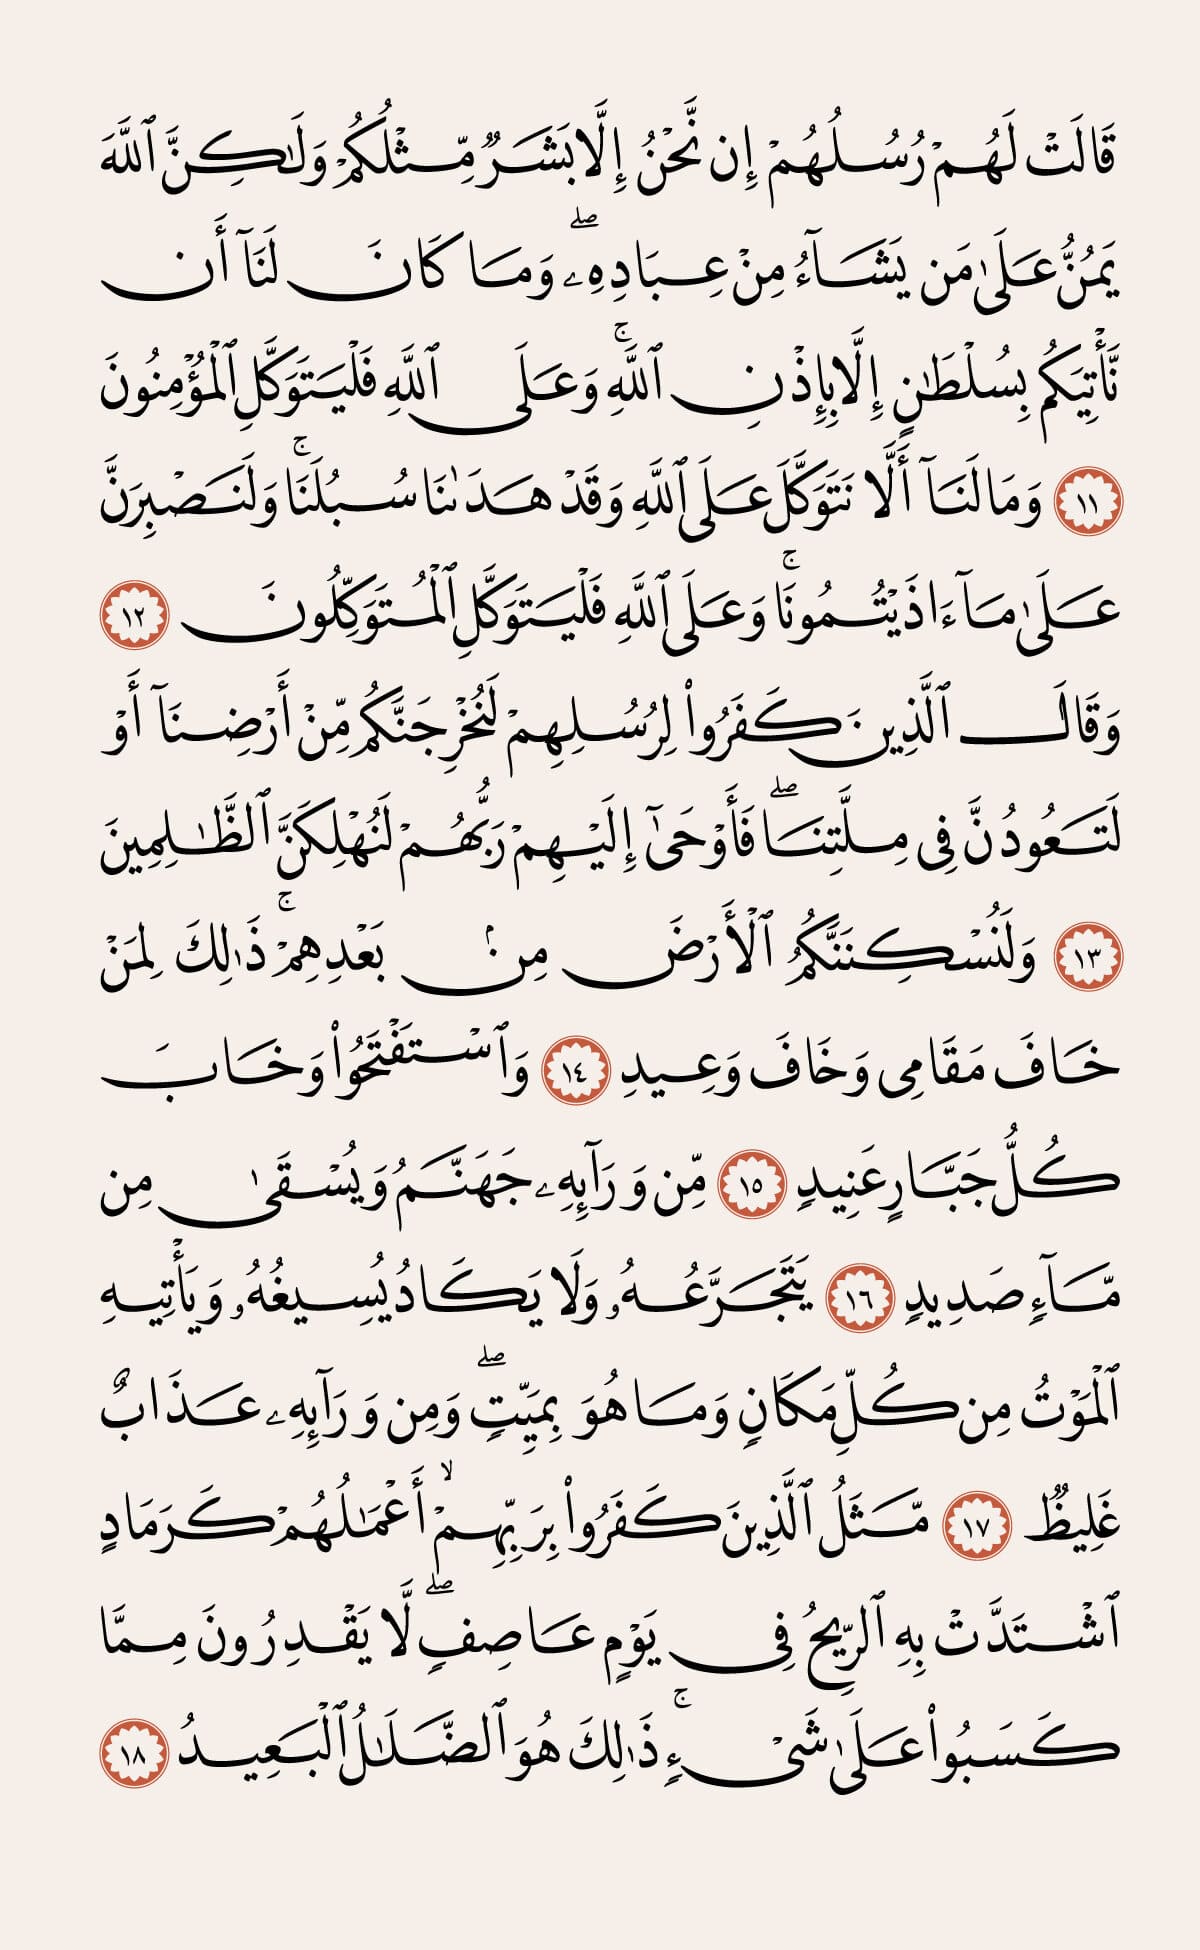 قَالَتْ لَهُمْ رُسُلُهُمْ إِن نَّحْنُ إِلَّا بَشَرٌ مِّثْلُكُمْ وَلَـٰكِنَّ ٱللَّهَ
يَمُنُّ عَلَىٰ مَن يَشَآءُ مِنْ عِبَادِهِۦ ۖ وَمَا كَانَ لَنَآ أَن
نَّأْتِيَكُم بِسُلْطَـٰنٍ إِلَّا بِإِذْنِ ٱللَّهِ ۚ وَعَلَى ٱللَّهِ فَلْيَتَوَكَّلِ ٱلْمُؤْمِنُونَ
١١ وَمَا لَنَآ أَلَّا نَتَوَكَّلَ عَلَى ٱللَّهِ وَقَدْ هَدَىٰنَا سُبُلَنَا ۚ وَلَنَصْبِرَنَّ
عَلَىٰ مَآ ءَاذَيْتُمُونَا ۚ وَعَلَى ٱللَّهِ فَلْيَتَوَكَّلِ ٱلْمُتَوَكِّلُونَ ١٢
وَقَالَ ٱلَّذِينَ كَفَرُوا۟ لِرُسُلِهِمْ لَنُخْرِجَنَّكُم مِّنْ أَرْضِنَآ أَوْ
لَتَعُودُنَّ فِى مِلَّتِنَا ۖ فَأَوْحَىٰٓ إِلَيْهِمْ رَبُّهُمْ لَنُهْلِكَنَّ ٱلظَّـٰلِمِينَ
١٣ وَلَنُسْكِنَنَّكُمُ ٱلْأَرْضَ مِنۢ بَعْدِهِمْ ۚ ذَٰلِكَ لِمَنْ
خَافَ مَقَامِى وَخَافَ وَعِيدِ ١٤ وَٱسْتَفْتَحُوا۟ وَخَابَ
كُلُّ جَبَّارٍ عَنِيدٍ ١٥ مِّن وَرَآئِهِۦ جَهَنَّمُ وَيُسْقَىٰ مِن
مَّآءٍ صَدِيدٍ ١٦ يَتَجَرَّعُهُۥ وَلَا يَكَادُ يُسِيغُهُۥ وَيَأْتِيهِ
ٱلْمَوْتُ مِن كُلِّ مَكَانٍ وَمَا هُوَ بِمَيِّتٍ ۖ وَمِن وَرَآئِهِۦ عَذَابٌ
غَلِيظٌ ١٧ مَّثَلُ ٱلَّذِينَ كَفَرُوا۟ بِرَبِّهِمْ ۙ أَعْمَـٰلُهُمْ كَرَمَادٍ
ٱشْتَدَّتْ بِهِ ٱلرِّيحُ فِى يَوْمٍ عَاصِفٍ ۖ لَّا يَقْدِرُونَ مِمَّا
كَسَبُوا۟ عَلَىٰ شَىْءٍ ۚ ذَٰلِكَ هُوَ ٱلضَّلَـٰلُ ٱلْبَعِيدُ ١٨